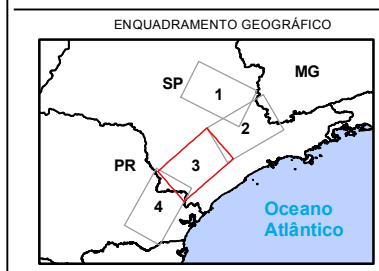 ENQUADRAMENTO GEOGRÁFICO
MG
SP
1
2
PR
3
4
Oceano
Atlântico